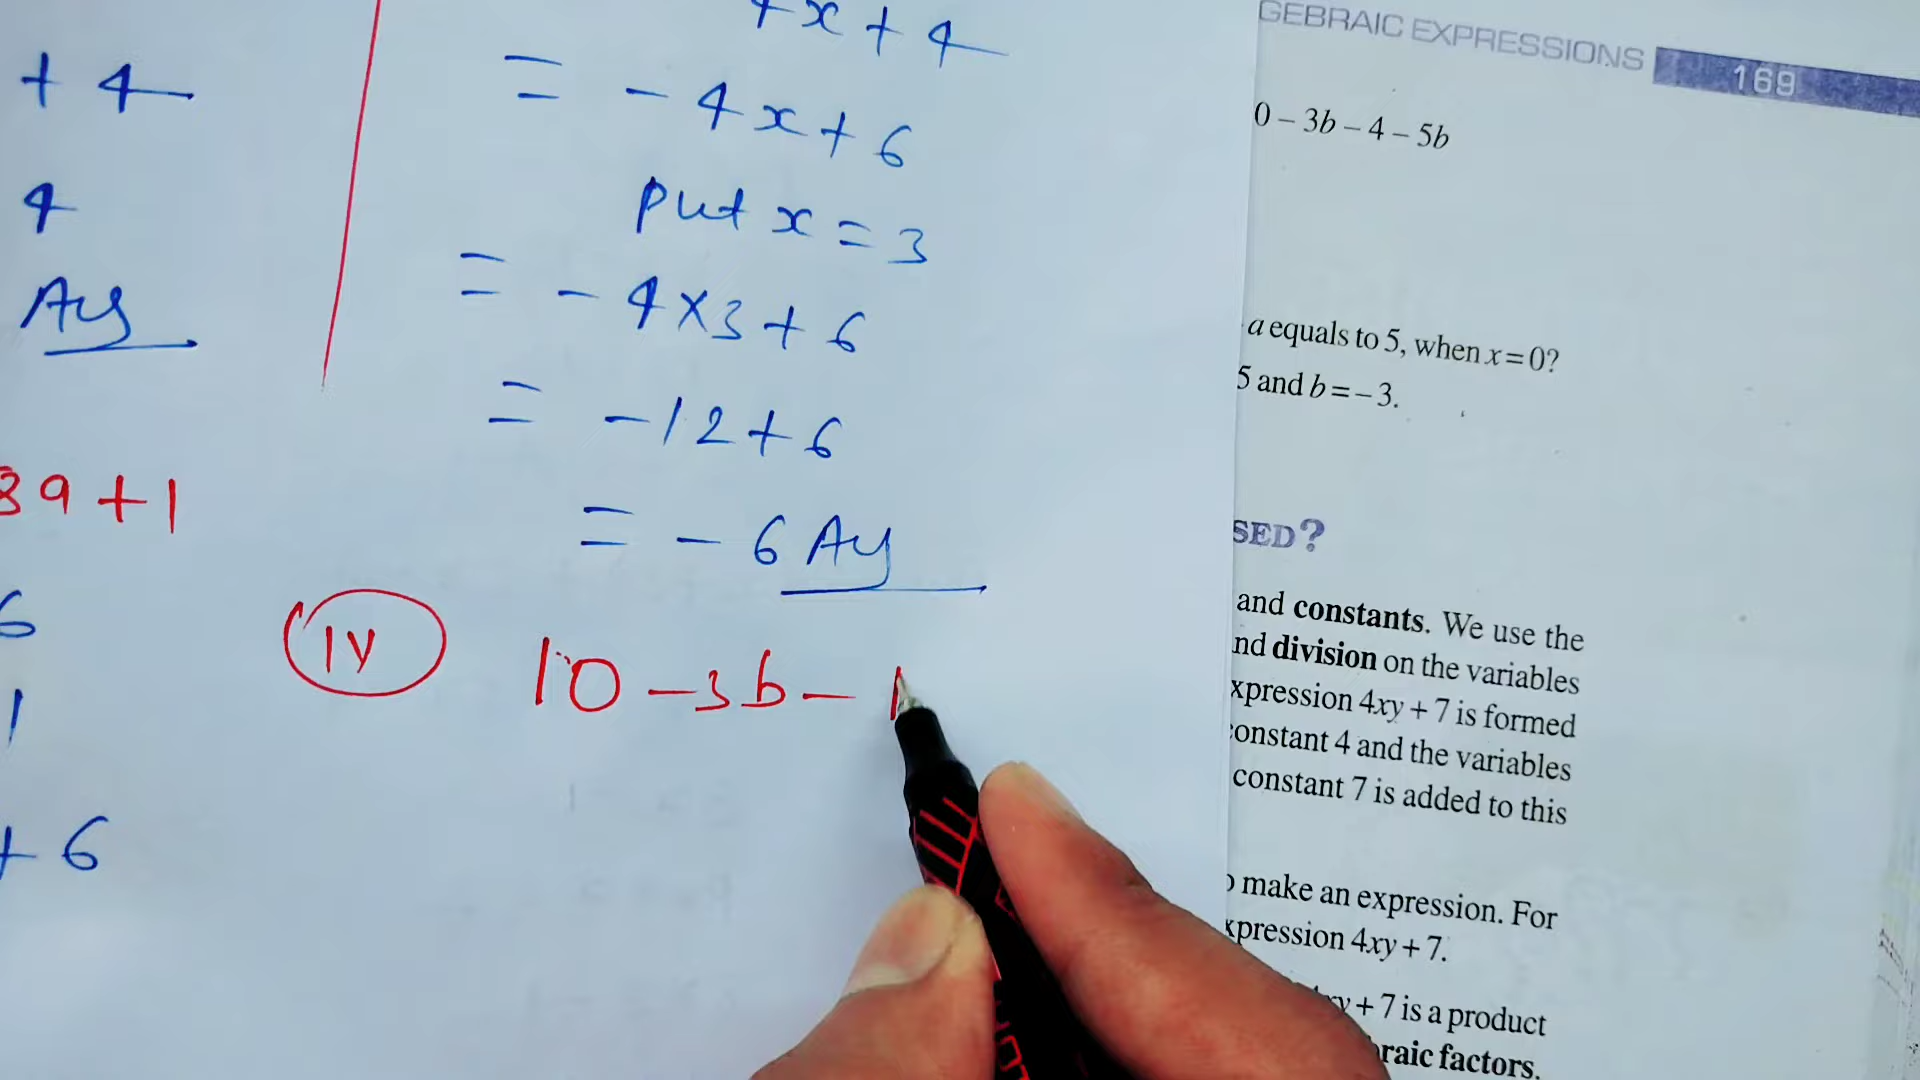 + 4
4
Ay
39 + 1
6
1
+ 6
4x + 4
= - 4x + 6
put x = 3
= - 4 × 3 + 6
= - 12 + 6
= - 6 Ay
IV 10 - 3b -
GEBRAIC EXPRESSIONS 169
0 – 3b – 4 – 5b
a equals to 5, when x = 0?
5 and b = – 3.
SED?
and constants. We use the
nd division on the variables
xpression 4xy + 7 is formed
onstant 4 and the variables
constant 7 is added to this
o make an expression. For
xpression 4xy + 7.
xy + 7 is a product
braic factors.